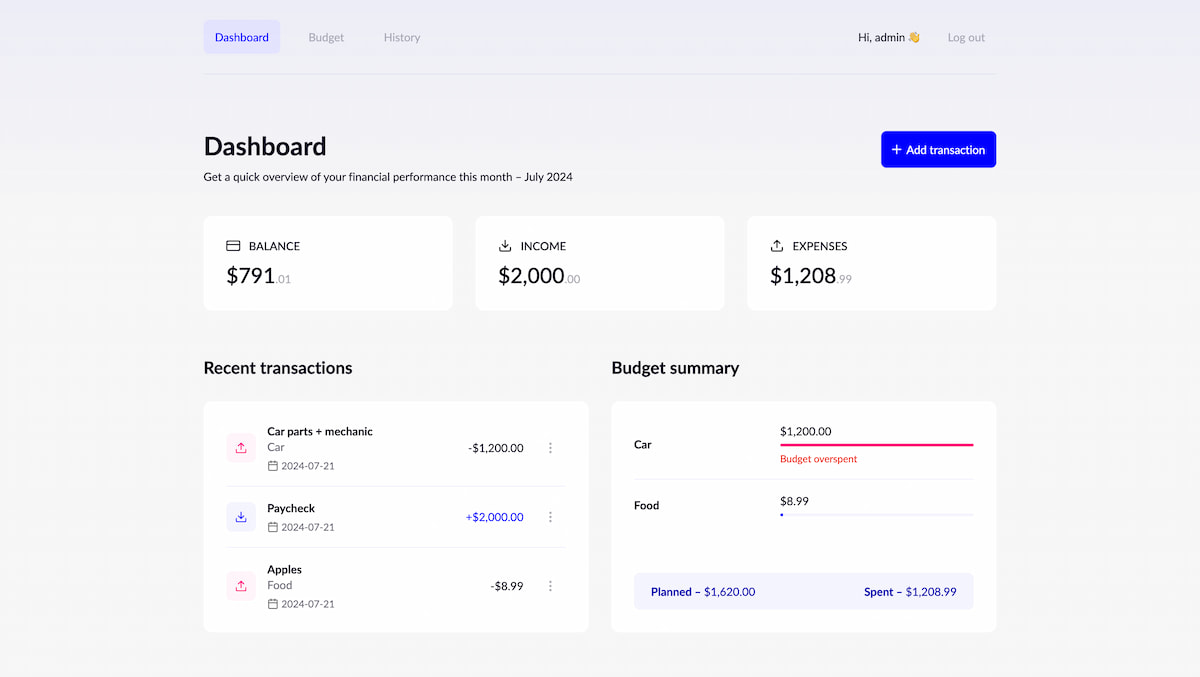 Dashboard Budget History Hi, admin 👋 Log out
Dashboard
+ Add transaction
Get a quick overview of your financial performance this month – July 2024
BALANCE
$791.01
INCOME
$2,000.00
EXPENSES
$1,208.99
Recent transactions
Car parts + mechanic
Car
2024-07-21
-$1,200.00
Paycheck
2024-07-21
+$2,000.00
Apples
Food
2024-07-21
-$8.99
Budget summary
Car
$1,200.00
Budget overspent
Food
$8.99
Planned – $1,620.00
Spent – $1,208.99